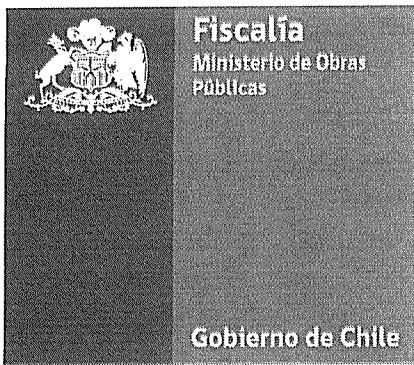 Fiscalía
Ministerio de Obras
Públicas
Gobierno de Chile